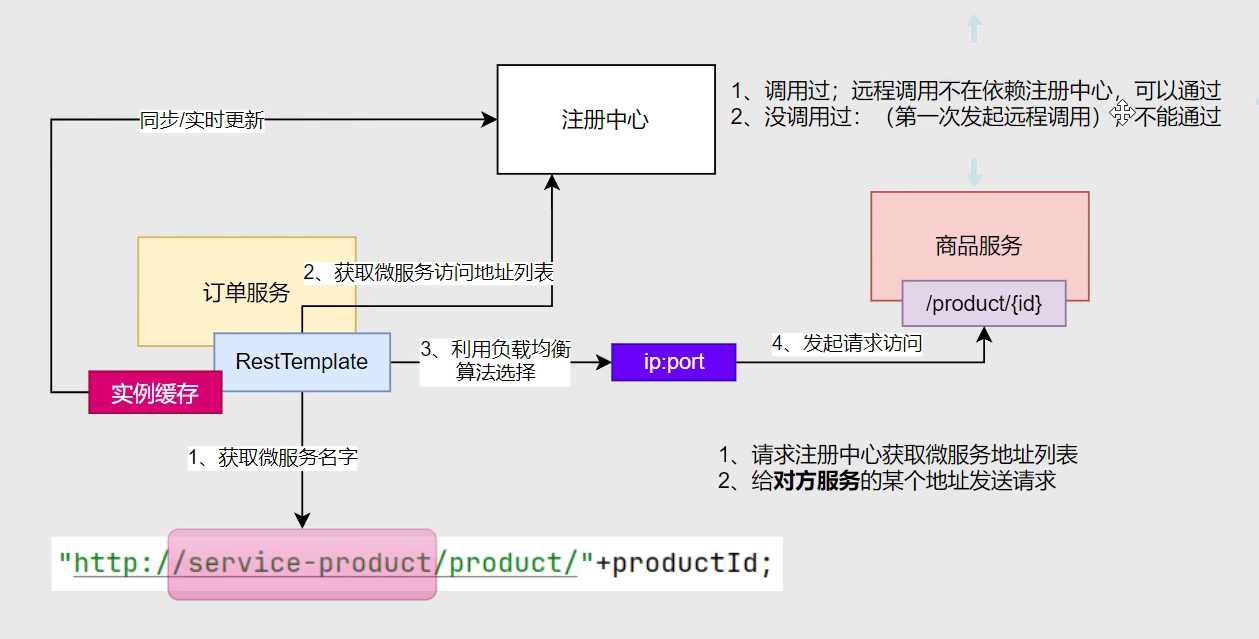 注册中心
1、调用过；远程调用不在依赖注册中心，可以通过
2、没调用过：（第一次发起远程调用），不能通过
同步/实时更新
商品服务
/product/{id}
订单服务
2、获取微服务访问地址列表
RestTemplate
3、利用负载均衡
算法选择
ip:port
4、发起请求访问
实例缓存
1、获取微服务名字
1、请求注册中心获取微服务地址列表
2、给对方服务的某个地址发送请求
"http://service-product/product/"+productId;